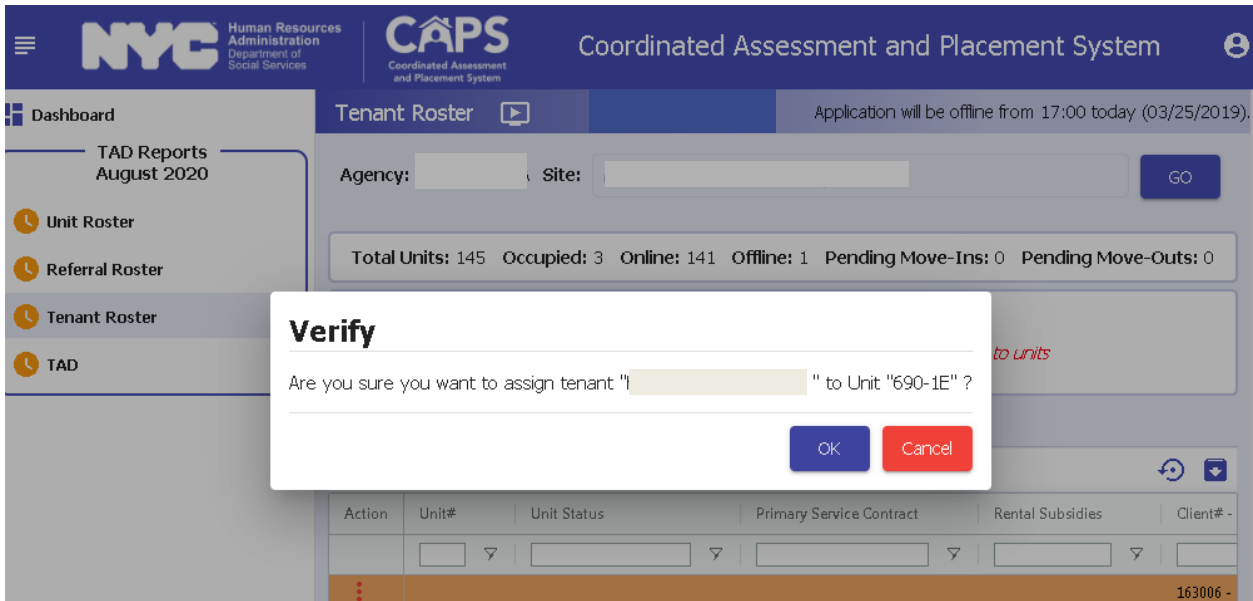 NYC
Human Resources
Administration
Department of
Social Services
CAPS
Coordinated Assessment
and Placement System
Coordinated Assessment and Placement System
Dashboard
Tenant Roster
Application will be offline from 17:00 today (03/25/2019).
TAD Reports
August 2020
Agency:
Site:
GO
Unit Roster
Referral Roster
Tenant Roster
TAD
Total Units: 145 Occupied: 3 Online: 141 Offline: 1 Pending Move-Ins: 0 Pending Move-Outs: 0
to units
Verify
Are you sure you want to assign tenant " " to Unit "690-1E" ?
OK Cancel
Action Unit# Unit Status Primary Service Contract Rental Subsidies Client# -
163006 -